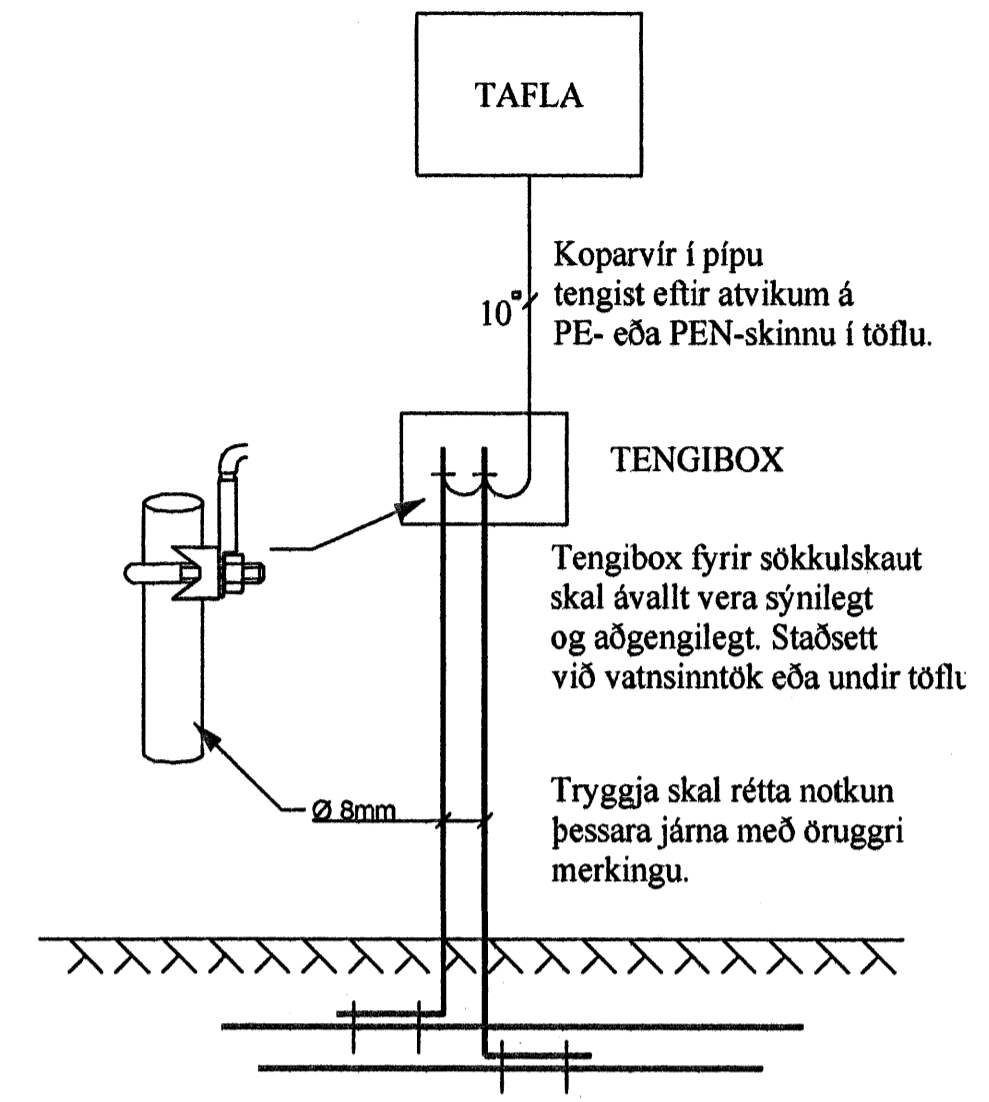 TAFLA
Koparvír í pípu
tengist eftir atvikum á
PE- eða PEN-skinnu í töflu.
10▫
TENGIBOX
Tengibox fyrir sökkulskaut
skal ávallt vera sýnilegt
og aðgengilegt. Staðsett
við vatnsinntök eða undir töflu
Ø 8mm
Tryggja skal rétta notkun
þessara járna með öruggri
merkingu.